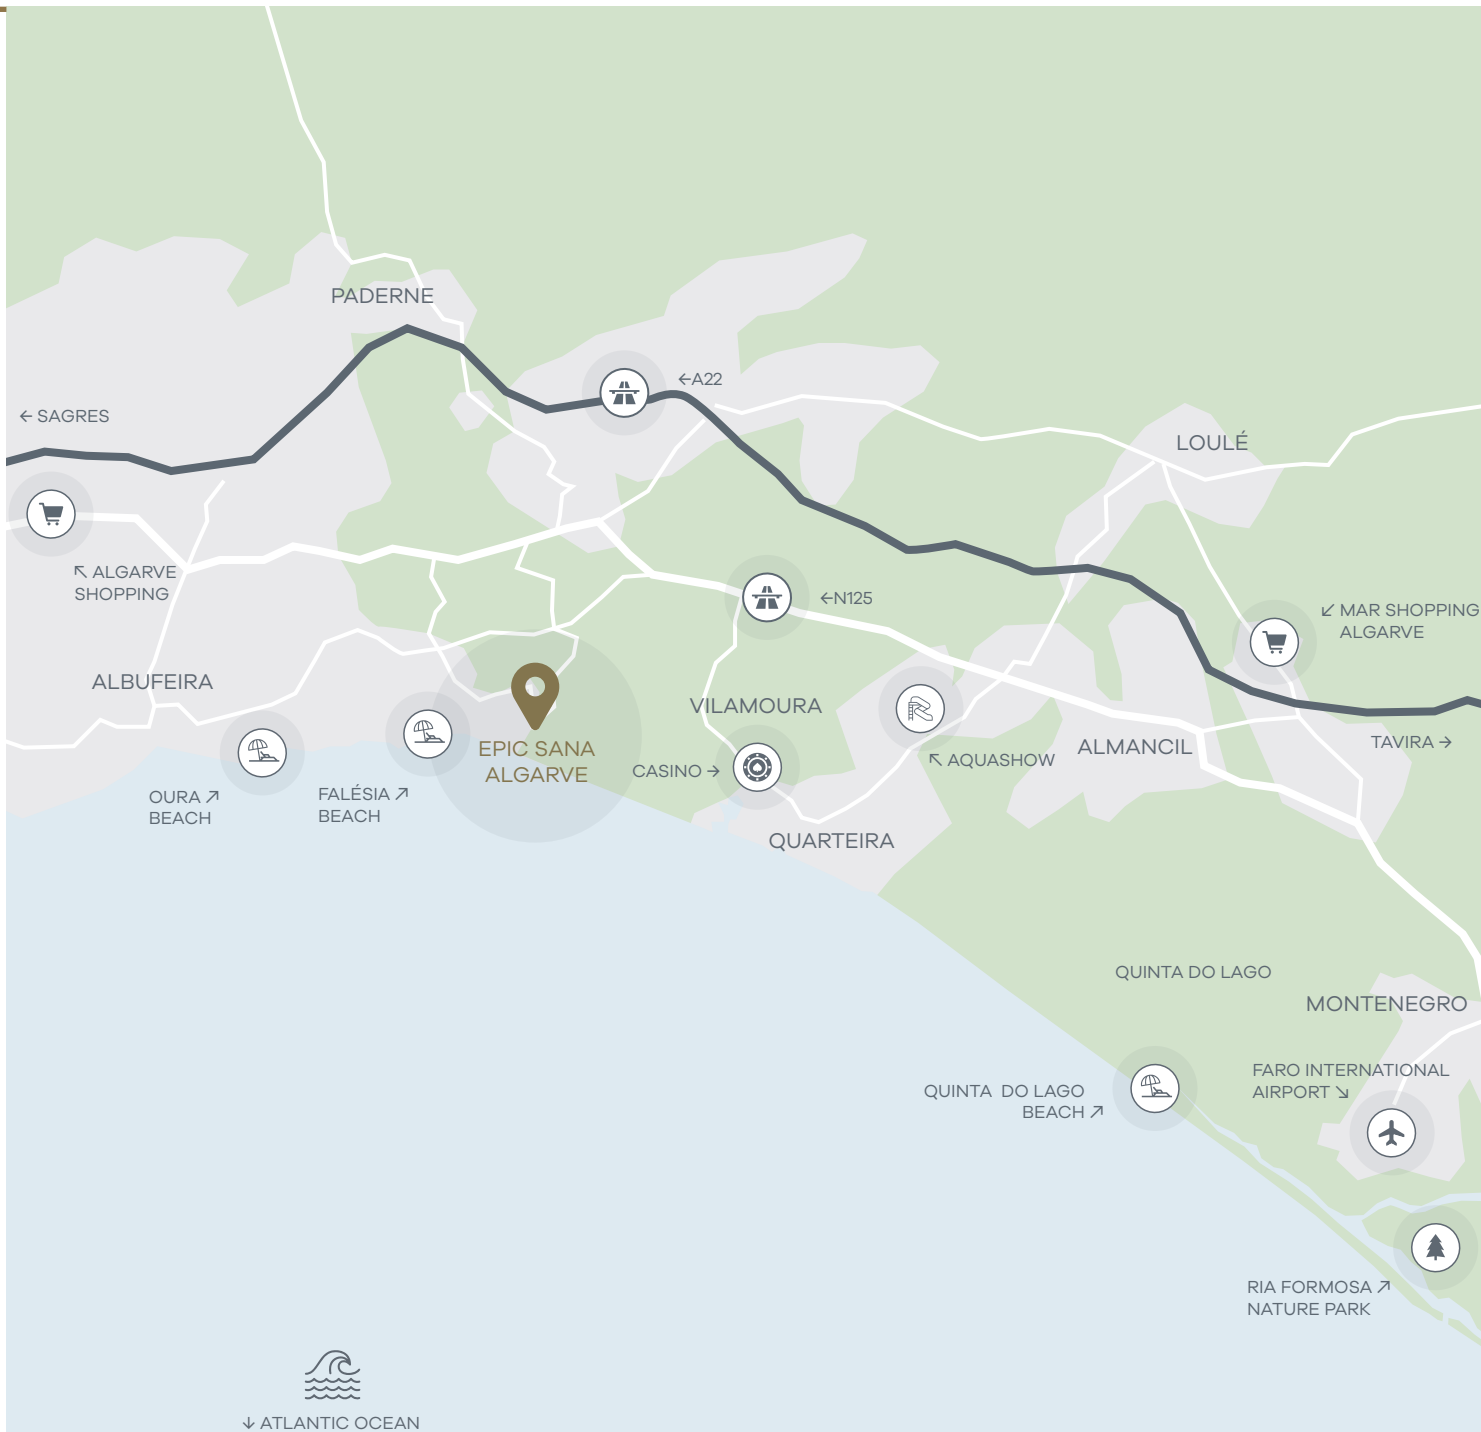 PADERNE
←A22
← SAGRES
LOULÉ
↖ ALGARVE
SHOPPING
←N125
↙ MAR SHOPPING
ALGARVE
ALBUFEIRA
VILAMOURA
EPIC SANA
ALGARVE
CASINO →
↖ AQUASHOW
ALMANCIL
TAVIRA →
OURA ↗
BEACH
FALÉSIA ↗
BEACH
QUARTEIRA
QUINTA DO LAGO
MONTENEGRO
FARO INTERNATIONAL
AIRPORT ↘
QUINTA DO LAGO
BEACH ↗
RIA FORMOSA ↗
NATURE PARK
↓ ATLANTIC OCEAN